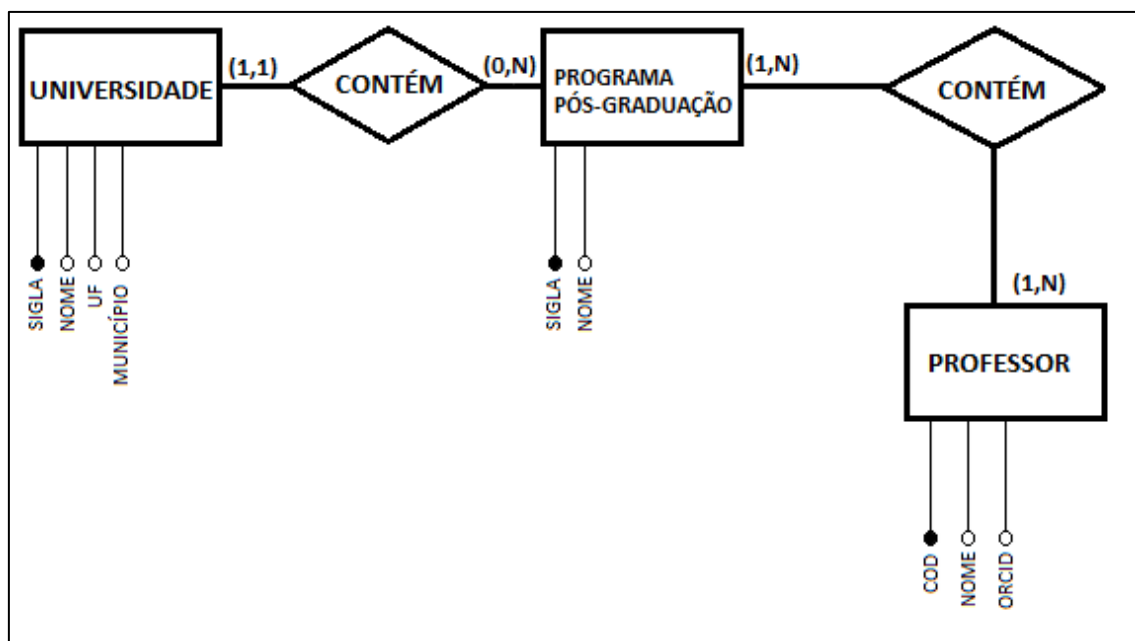 UNIVERSIDADE
(1,1)
CONTÉM
(0,N)
PROGRAMA
PÓS-GRADUAÇÃO
(1,N)
CONTÉM
SIGLA
NOME
UF
MUNICÍPIO
SIGLA
NOME
(1,N)
PROFESSOR
COD
NOME
ORCID